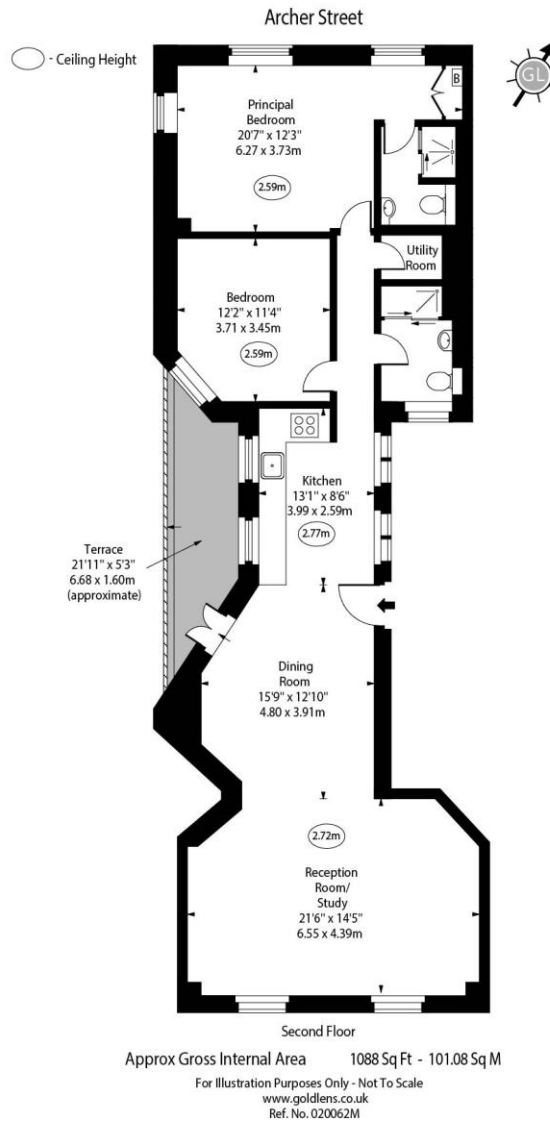 Archer Street
- Ceiling Height
GL
B
Principal
Bedroom
20'7" x 12'3"
6.27 x 3.73m
2.59m
Utility
Room
Bedroom
12'2" x 11'4"
3.71 x 3.45m
2.59m
Kitchen
13'1" x 8'6"
3.99 x 2.59m
2.77m
Terrace
21'11" x 5'3"
6.68 x 1.60m
(approximate)
Dining
Room
15'9" x 12'10"
4.80 x 3.91m
2.72m
Reception
Room/
Study
21'6" x 14'5"
6.55 x 4.39m
Second Floor
Approx Gross Internal Area 1088 Sq Ft - 101.08 Sq M
For Illustration Purposes Only - Not To Scale
www.goldlens.co.uk
Ref. No. 020062M